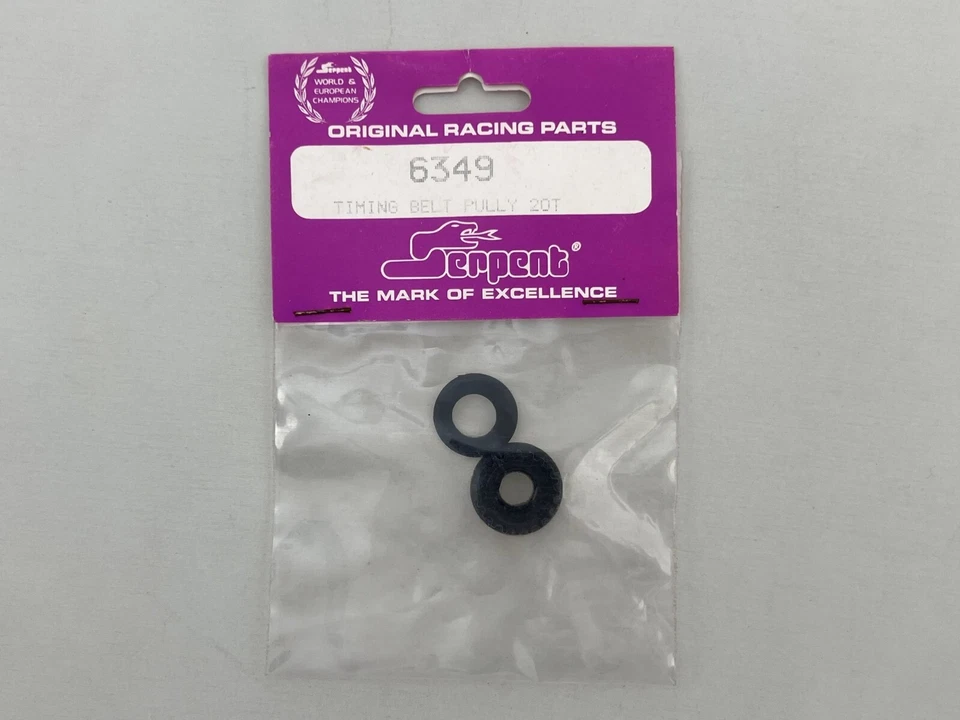 Serpent
WORLD &
EUROPEAN
CHAMPIONS
ORIGINAL RACING PARTS
6349
TIMING BELT PULLY 20T
Serpent®
THE MARK OF EXCELLENCE